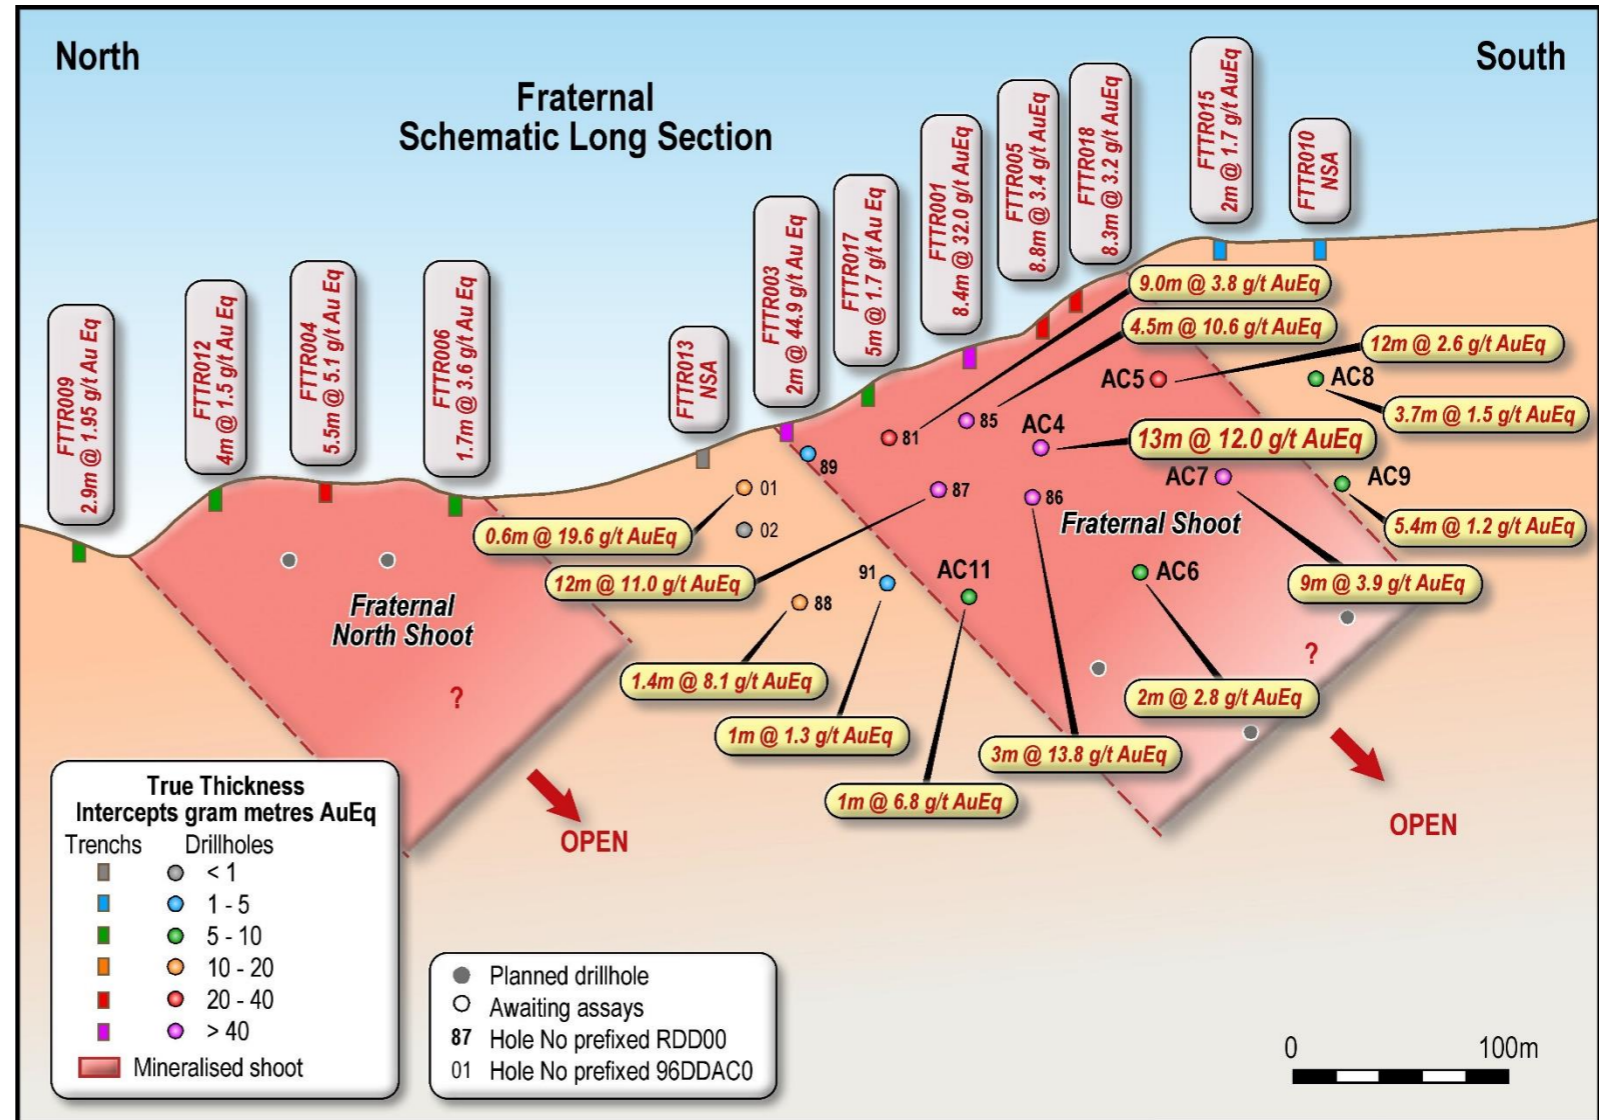 North
South
Fraternal
Schematic Long Section
FTTR009
2.9m @ 1.95 g/t Au Eq
FTTR012
4m @ 1.5 g/t Au Eq
FTTR004
5.5m @ 5.1 g/t Au Eq
FTTR006
1.7m @ 3.6 g/t Au Eq
FTTR013
NSA
FTTR003
2m @ 44.9 g/t Au Eq
FTTR017
5m @ 1.7 g/t Au Eq
FTTR001
8.4m @ 32.0 g/t AuEq
FTTR005
8.8m @ 3.4 g/t AuEq
FTTR018
8.3m @ 3.2 g/t AuEq
FTTR015
2m @ 1.7 g/t AuEq
FTTR010
NSA
9.0m @ 3.8 g/t AuEq
4.5m @ 10.6 g/t AuEq
12m @ 2.6 g/t AuEq
AC5
AC8
3.7m @ 1.5 g/t AuEq
81
85
AC4
13m @ 12.0 g/t AuEq
89
01
87
86
AC7
AC9
Fraternal Shoot
5.4m @ 1.2 g/t AuEq
0.6m @ 19.6 g/t AuEq
02
12m @ 11.0 g/t AuEq
91
AC11
AC6
9m @ 3.9 g/t AuEq
88
Fraternal
North Shoot
?
?
1.4m @ 8.1 g/t AuEq
2m @ 2.8 g/t AuEq
1m @ 1.3 g/t AuEq
3m @ 13.8 g/t AuEq
1m @ 6.8 g/t AuEq
OPEN
OPEN
True Thickness
Intercepts gram metres AuEq
Trenchs Drillholes
< 1
1 - 5
5 - 10
10 - 20
20 - 40
> 40
Mineralised shoot
Planned drillhole
Awaiting assays
87 Hole No prefixed RDD00
01 Hole No prefixed 96DDAC0
0 100m